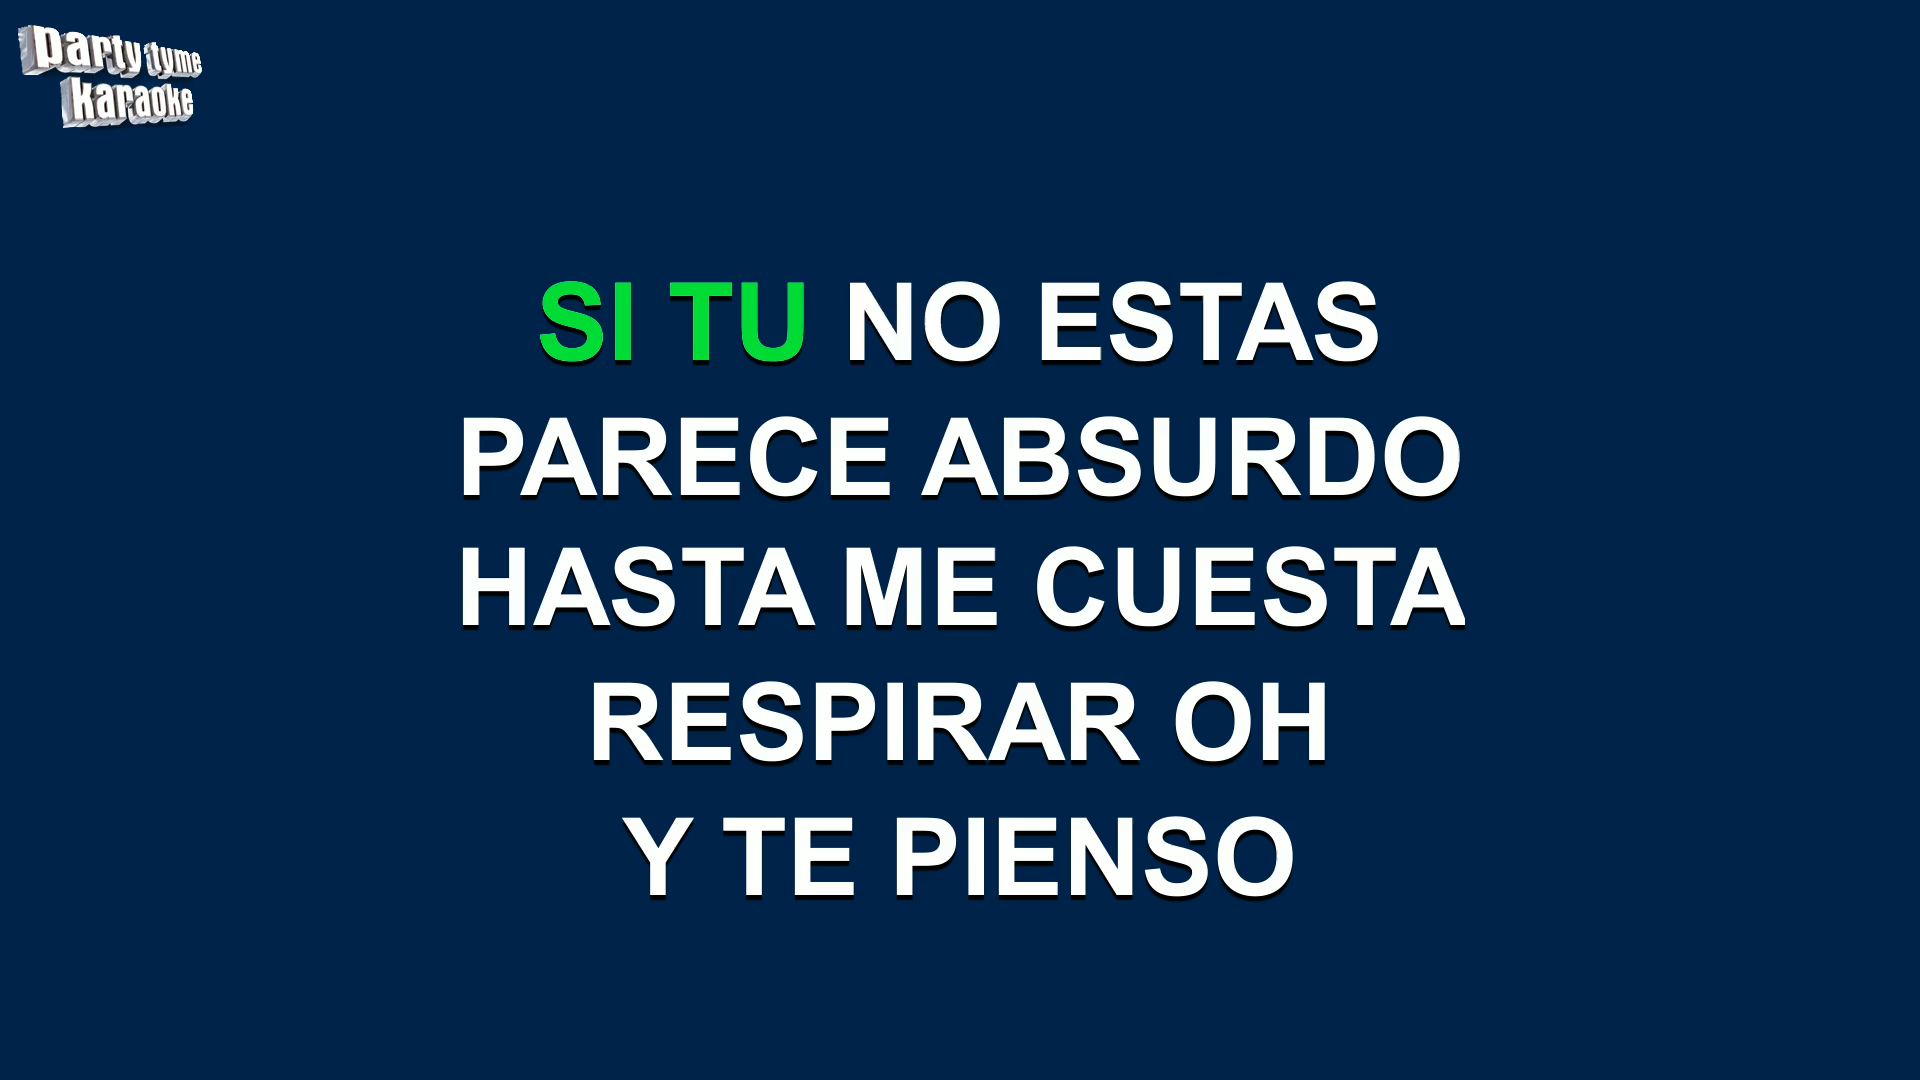 party tyme
karaoke
SI TU NO ESTAS
PARECE ABSURDO
HASTA ME CUESTA
RESPIRAR OH
Y TE PIENSO